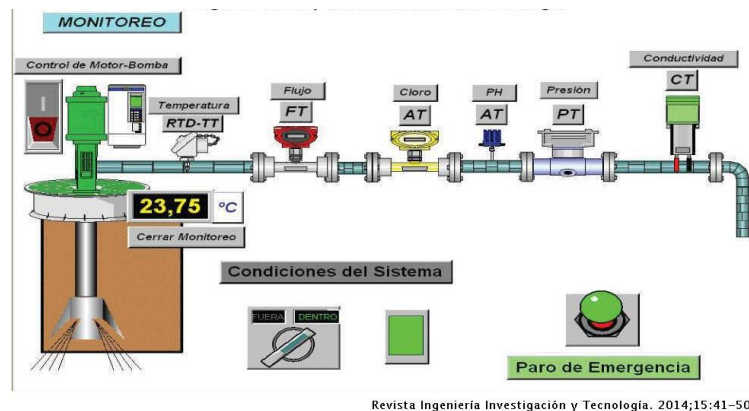 MONITOREO
Control de Motor-Bomba
Temperatura
RTD-TT
Flujo
FT
Cloro
AT
PH
AT
Presión
PT
Conductividad
CT
23,75 °C
Cerrar Monitoreo
Condiciones del Sistema
FUERA DENTRO
Paro de Emergencia
Revista Ingeniería Investigación y Tecnología. 2014;15:41-50